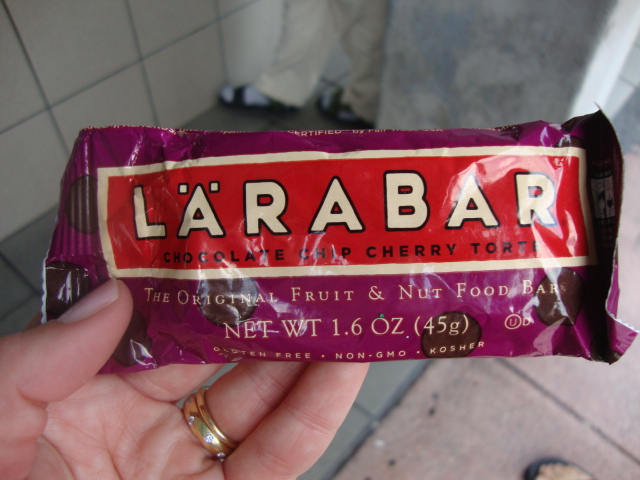 CERTIFIED
LÄRABAR
CHOCOLATE CHIP CHERRY TORTE
THE ORIGINAL FRUIT & NUT FOOD BAR
NET WT 1.6 OZ (45g)
U D
GLUTEN FREE • NON-GMO • KOSHER